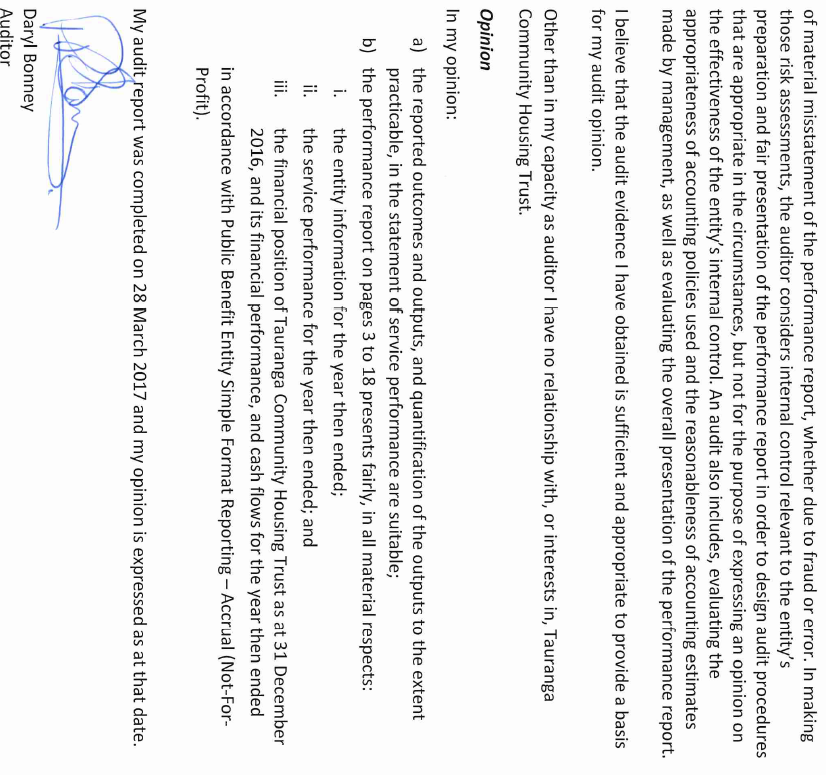 of material misstatement of the performance report, whether due to fraud or error. In making
those risk assessments, the auditor considers internal control relevant to the entity's
preparation and fair presentation of the performance report in order to design audit procedures
that are appropriate in the circumstances, but not for the purpose of expressing an opinion on
the effectiveness of the entity's internal control. An audit also includes, evaluating the
appropriateness of accounting policies used and the reasonableness of accounting estimates
made by management, as well as evaluating the overall presentation of the performance report.
I believe that the audit evidence I have obtained is sufficient and appropriate to provide a basis
for my audit opinion.
Other than in my capacity as auditor I have no relationship with, or interests in, Tauranga
Community Housing Trust.
Opinion
In my opinion:
a) the reported outcomes and outputs, and quantification of the outputs to the extent
practicable, in the statement of service performance are suitable;
b) the performance report on pages 3 to 18 presents fairly, in all material respects:
i. the entity information for the year then ended;
ii. the service performance for the year then ended; and
iii. the financial position of Tauranga Community Housing Trust as at 31 December
2016, and its financial performance, and cash flows for the year then ended
in accordance with Public Benefit Entity Simple Format Reporting – Accrual (Not-For-
Profit).
My audit report was completed on 28 March 2017 and my opinion is expressed as at that date.
Daryl Bonney
Auditor